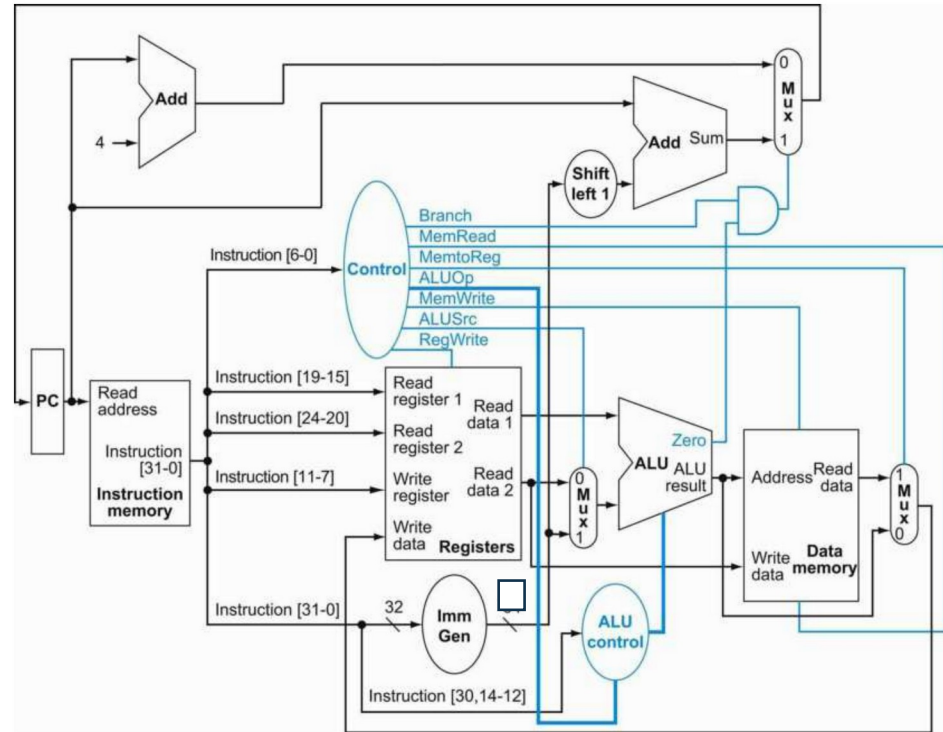 Add
4
0
M
u
x
1
Add Sum
Shift
left 1
Branch
MemRead
MemtoReg
ALUOp
MemWrite
ALUSrc
RegWrite
Control
Instruction [6-0]
PC
Read
address
Instruction
[31-0]
Instruction
memory
Instruction [19-15]
Instruction [24-20]
Instruction [11-7]
Read
register 1
Read
register 2
Write
register
Write
data
Read
data 1
Read
data 2
Registers
0
M
u
x
1
Zero
ALU
ALU
result
Address
Read
data
Write
data
Data
memory
1
M
u
x
0
Instruction [31-0]
32
Imm
Gen
ALU
control
Instruction [30,14-12]